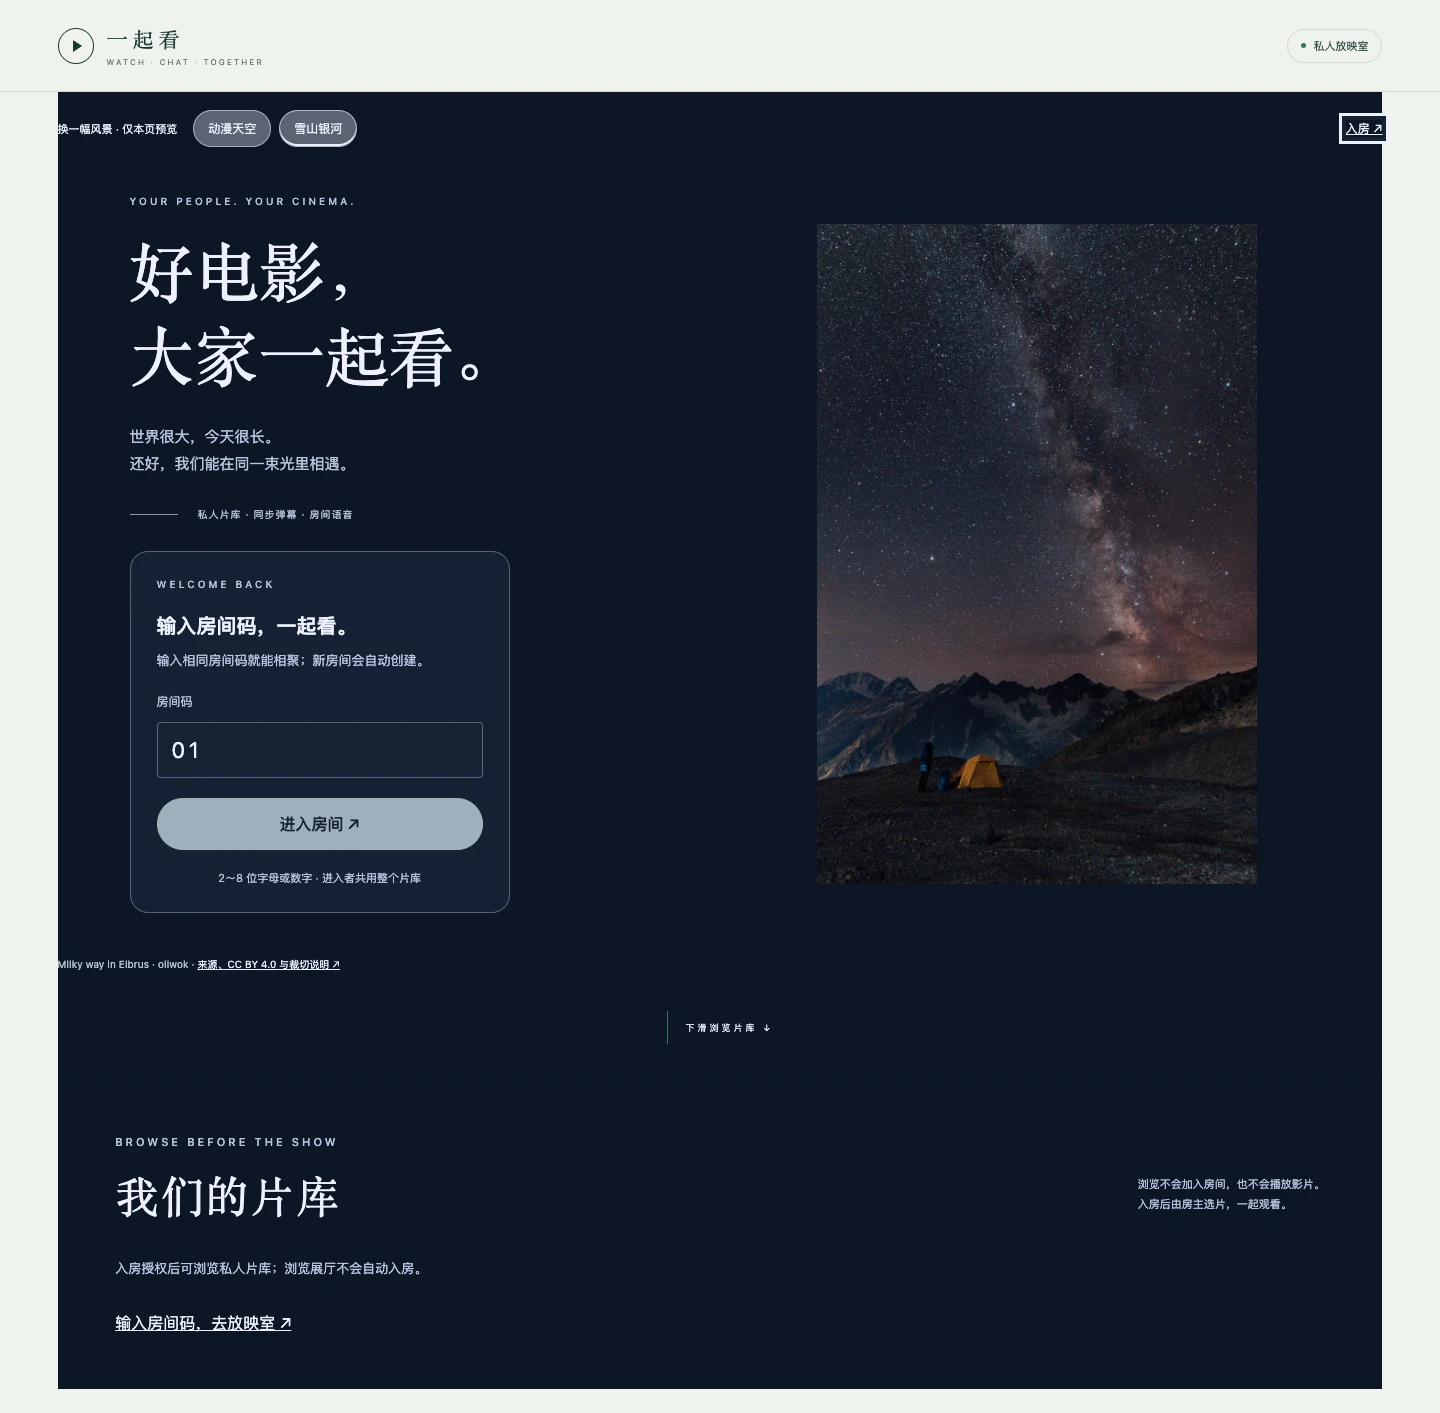 一起看
WATCH · CHAT · TOGETHER
私人放映室
换一幅风景 · 仅本页预览
动漫天空
雪山银河
入房 ↗
YOUR PEOPLE. YOUR CINEMA.
好电影，
大家一起看。
世界很大，今天很长。
还好，我们能在同一束光里相遇。
私人片库 · 同步弹幕 · 房间语音
WELCOME BACK
输入房间码，一起看。
输入相同房间码就能相聚；新房间会自动创建。
房间码
01
进入房间 ↗
2～8 位字母或数字 · 进入者共用整个片库
Milky way in Elbrus · oliwok · 来源、CC BY 4.0 与裁切说明 ↗
下滑浏览片库 ↓
BROWSE BEFORE THE SHOW
我们的片库
浏览不会加入房间，也不会播放影片。
入房后由房主选片，一起观看。
入房授权后可浏览私人片库；浏览展厅不会自动入房。
输入房间码，去放映室 ↗